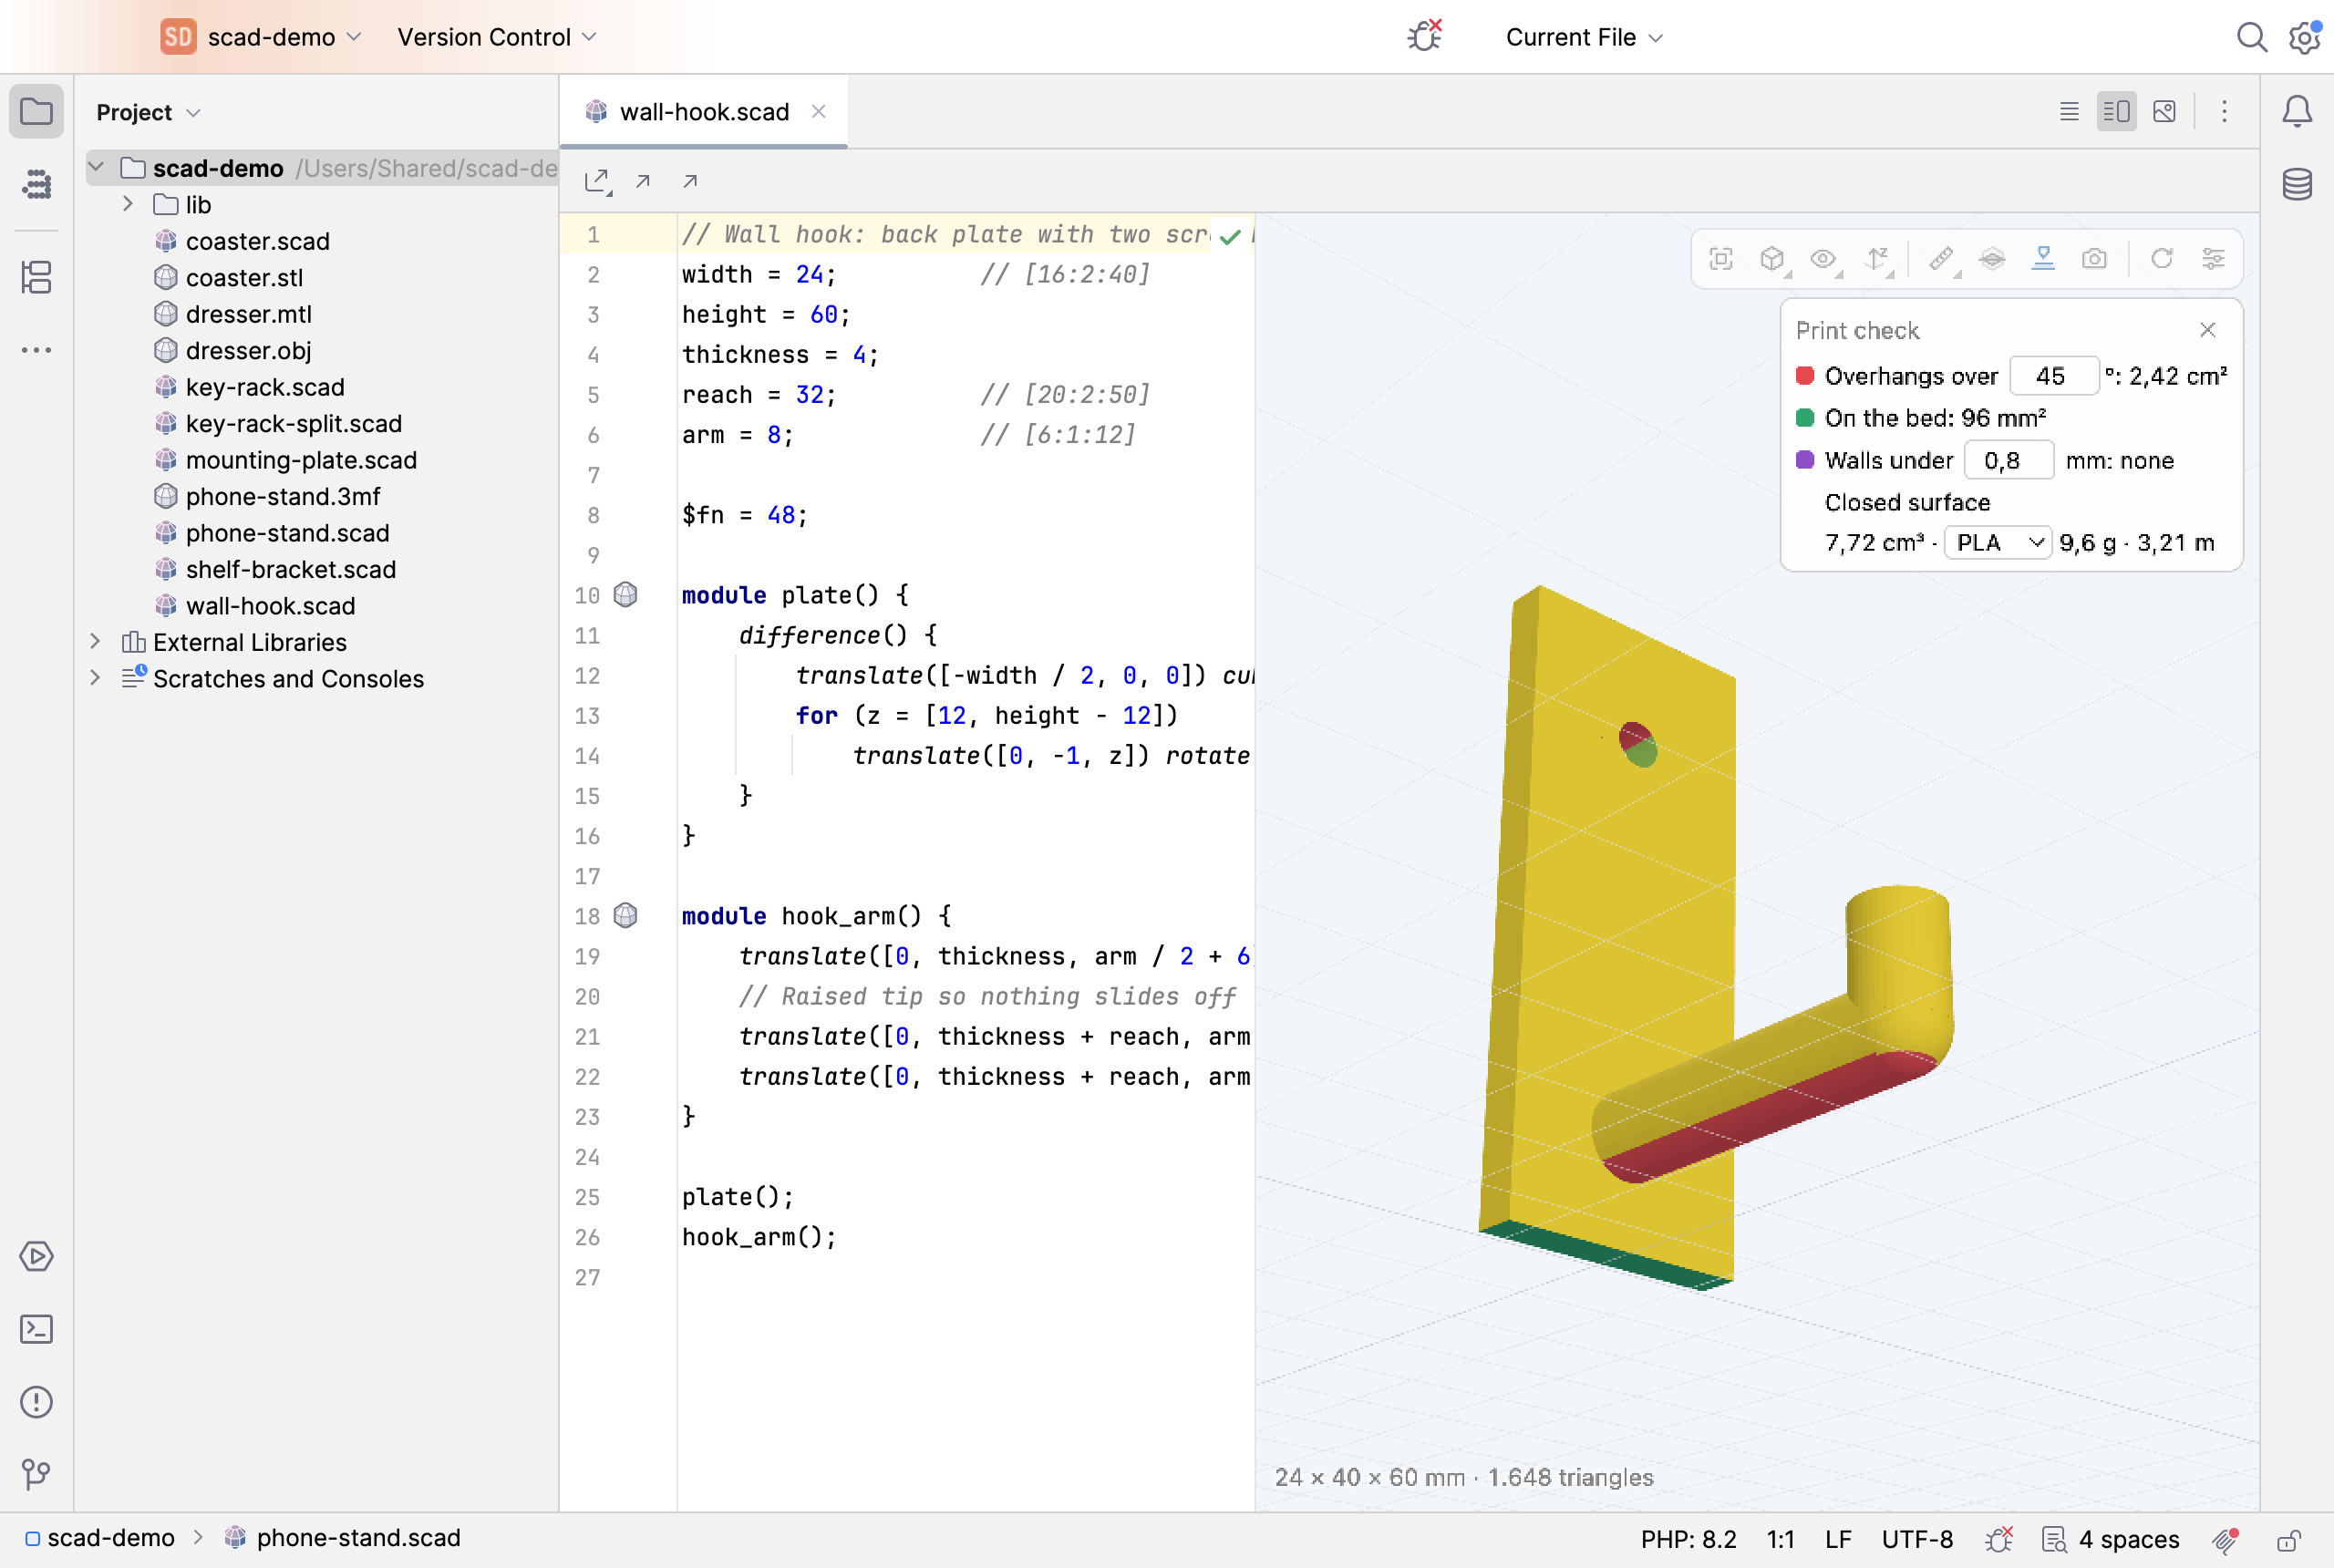 SD scad-demo Version Control Current File
Project
wall-hook.scad
scad-demo /Users/Shared/scad-de
lib
coaster.scad
coaster.stl
dresser.mtl
dresser.obj
key-rack.scad
key-rack-split.scad
mounting-plate.scad
phone-stand.3mf
phone-stand.scad
shelf-bracket.scad
wall-hook.scad
External Libraries
Scratches and Consoles
1 // Wall hook: back plate with two scr
2 width = 24; // [16:2:40]
3 height = 60;
4 thickness = 4;
5 reach = 32; // [20:2:50]
6 arm = 8; // [6:1:12]
7
8 $fn = 48;
9
10 module plate() {
11 difference() {
12 translate([-width / 2, 0, 0]) cu
13 for (z = [12, height - 12])
14 translate([0, -1, z]) rotate
15 }
16 }
17
18 module hook_arm() {
19 translate([0, thickness, arm / 2 + 6
20 // Raised tip so nothing slides off
21 translate([0, thickness + reach, arm
22 translate([0, thickness + reach, arm
23 }
24
25 plate();
26 hook_arm();
27
Print check
Overhangs over 45 °: 2,42 cm²
On the bed: 96 mm²
Walls under 0,8 mm: none
Closed surface
7,72 cm³ · PLA 9,6 g · 3,21 m
24 × 40 × 60 mm · 1.648 triangles
scad-demo phone-stand.scad
PHP: 8.2 1:1 LF UTF-8 4 spaces